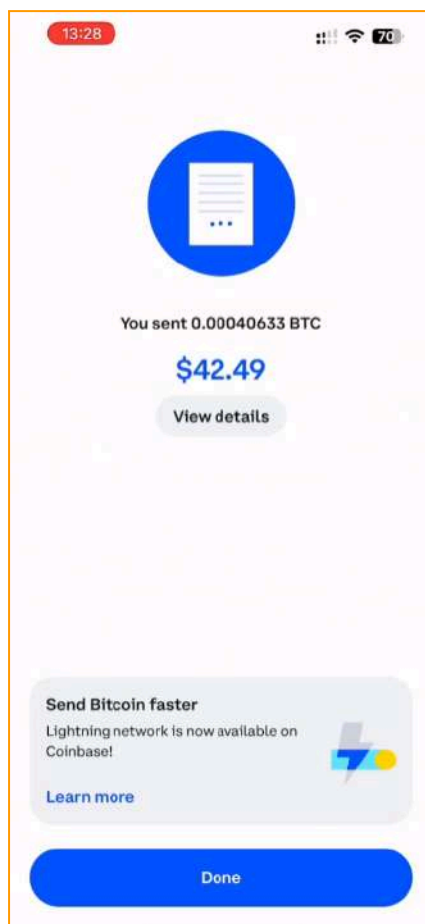 13:28
70
You sent 0.00040633 BTC
$42.49
View details
Send Bitcoin faster
Lightning network is now available on
Coinbase!
Learn more
Done